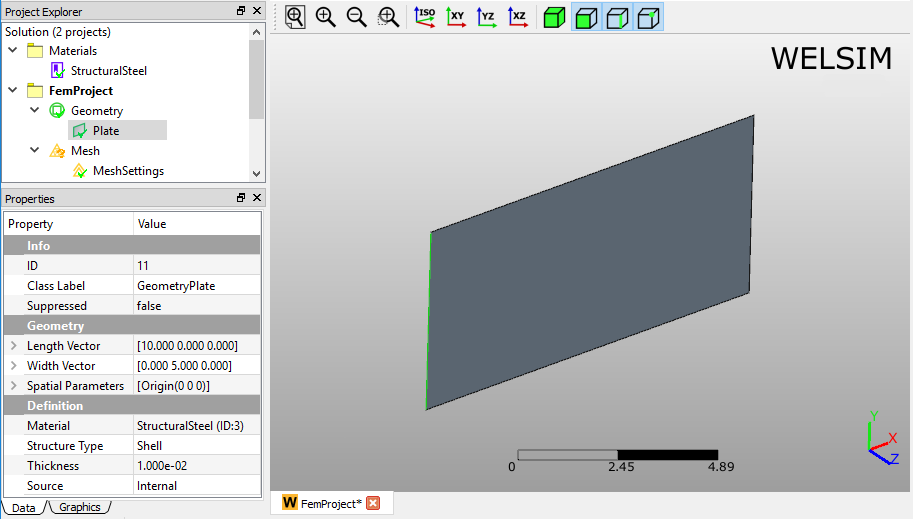 Project Explorer
Solution (2 projects)
Materials
StructuralSteel
FemProject
Geometry
Plate
Mesh
MeshSettings
Properties
Property Value
Info
ID 11
Class Label GeometryPlate
Suppressed false
Geometry
Length Vector [10.000 0.000 0.000]
Width Vector [0.000 5.000 0.000]
Spatial Parameters [Origin(0 0 0)]
Definition
Material StructuralSteel (ID:3)
Structure Type Shell
Thickness 1.000e-02
Source Internal
Data Graphics
ISO XY YZ XZ
WELSIM
0 2.45 4.89
Y
X
Z
W FemProject*